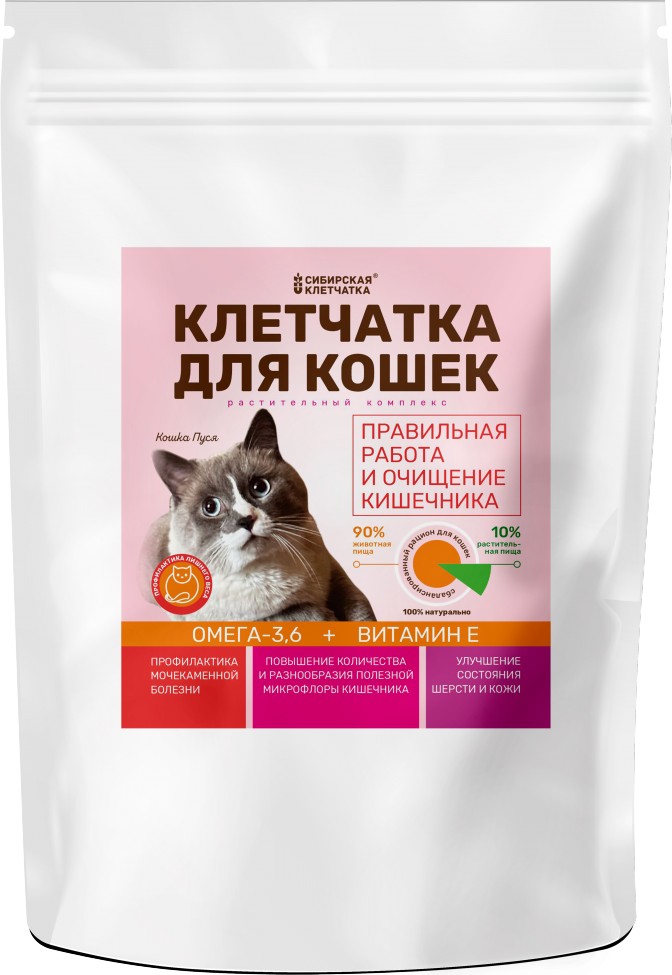 СИБИРСКАЯ®
КЛЕТЧАТКА
КЛЕТЧАТКА
ДЛЯ КОШЕК
растительный комплекс
Кошка Пуся
ПРАВИЛЬНАЯ
РАБОТА
И ОЧИЩЕНИЕ
КИШЕЧНИКА
90%
животная
пища
сбалансированный рацион для кошек
10%
раститель-
ная пища
100% натурально
ПРОФИЛАКТИКА ЛИШНЕГО ВЕСА
ОМЕГА-3,6 + ВИТАМИН Е
ПРОФИЛАКТИКА
МОЧЕКАМЕННОЙ
БОЛЕЗНИ
ПОВЫШЕНИЕ КОЛИЧЕСТВА
И РАЗНООБРАЗИЯ ПОЛЕЗНОЙ
МИКРОФЛОРЫ КИШЕЧНИКА
УЛУЧШЕНИЕ
СОСТОЯНИЯ
ШЕРСТИ И КОЖИ